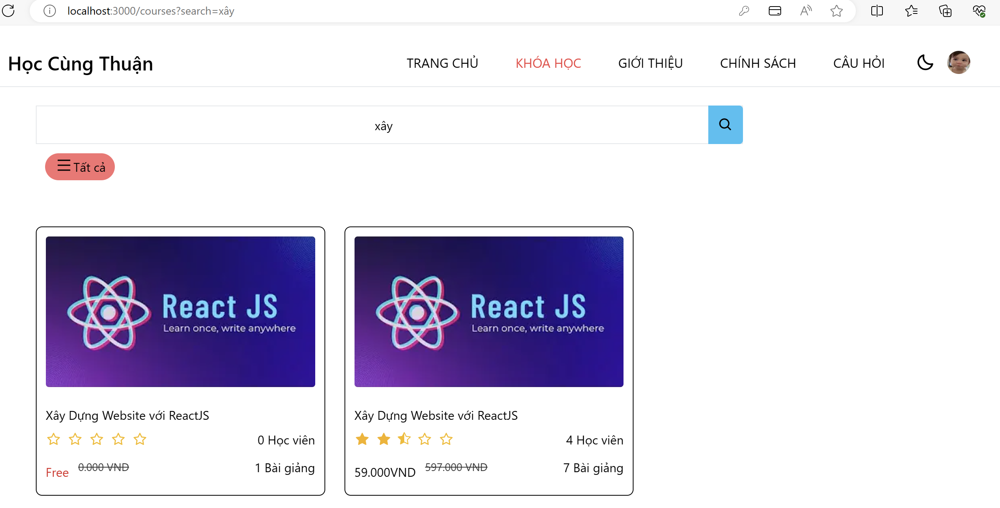 localhost:3000/courses?search=xây
Học Cùng Thuận
TRANG CHỦ KHÓA HỌC GIỚI THIỆU CHÍNH SÁCH CÂU HỎI
xây
Tất cả
React JS
Learn once, write anywhere
Xây Dựng Website với ReactJS
0 Học viên
Free 0.000 VND 1 Bài giảng
React JS
Learn once, write anywhere
Xây Dựng Website với ReactJS
4 Học viên
59.000VND 597.000 VND 7 Bài giảng